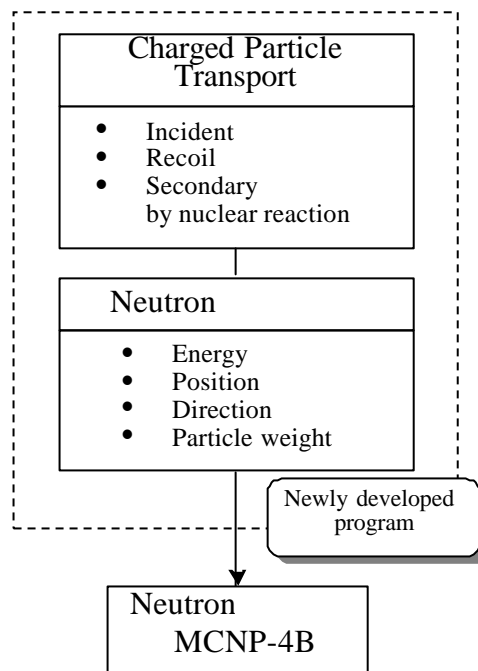 Charged Particle
Transport
• Incident
• Recoil
• Secondary
by nuclear reaction
Neutron
• Energy
• Position
• Direction
• Particle weight
Newly developed
program
Neutron
MCNP-4B